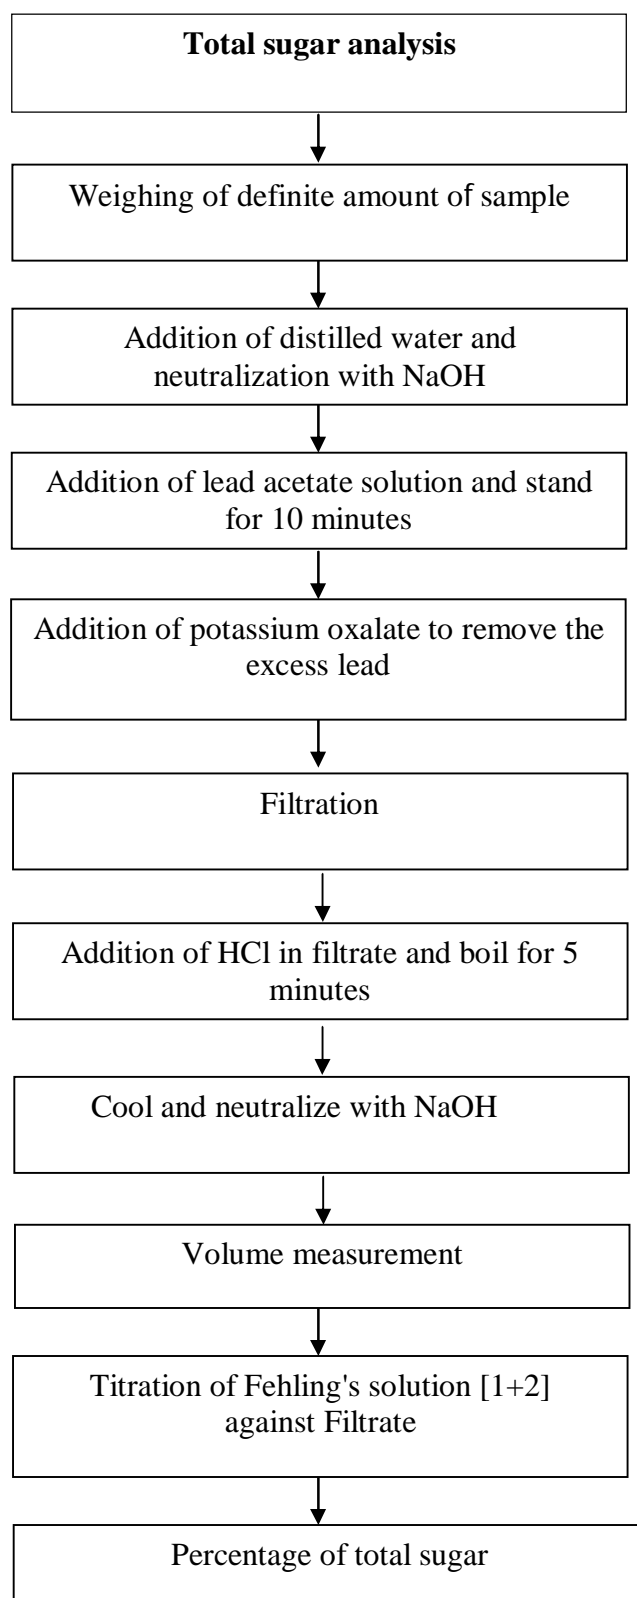 Total sugar analysis
Weighing of definite amount of sample
Addition of distilled water and
neutralization with NaOH
Addition of lead acetate solution and stand
for 10 minutes
Addition of potassium oxalate to remove the
excess lead
Filtration
Addition of HCl in filtrate and boil for 5
minutes
Cool and neutralize with NaOH
Volume measurement
Titration of Fehling's solution [1+2]
against Filtrate
Percentage of total sugar